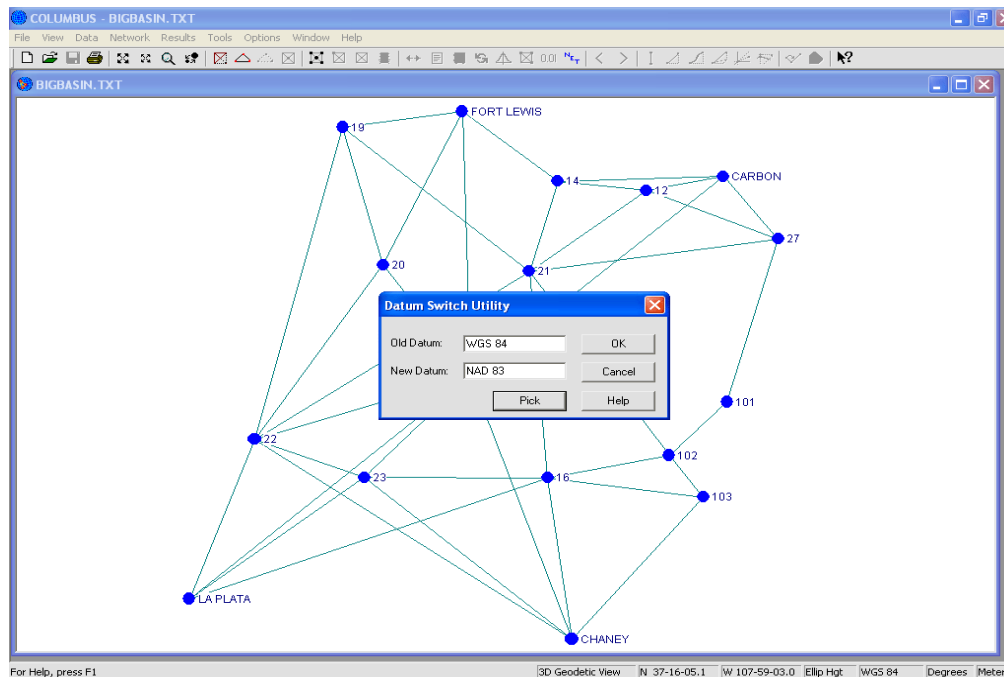 COLUMBUS - BIGBASIN.TXT
File View Data Network Results Tools Options Window Help
0.01
BIGBASIN.TXT
FORT LEWIS
19
CARBON
14
12
27
20
21
Datum Switch Utility
Old Datum: WGS 84 OK
New Datum: NAD 83 Cancel
Pick Help
101
22
102
23
16
103
LA PLATA
CHANEY
For Help, press F1
3D Geodetic View N 37-16-05.1 W 107-59-03.0 Ellip Hgt WGS 84 Degrees Meter